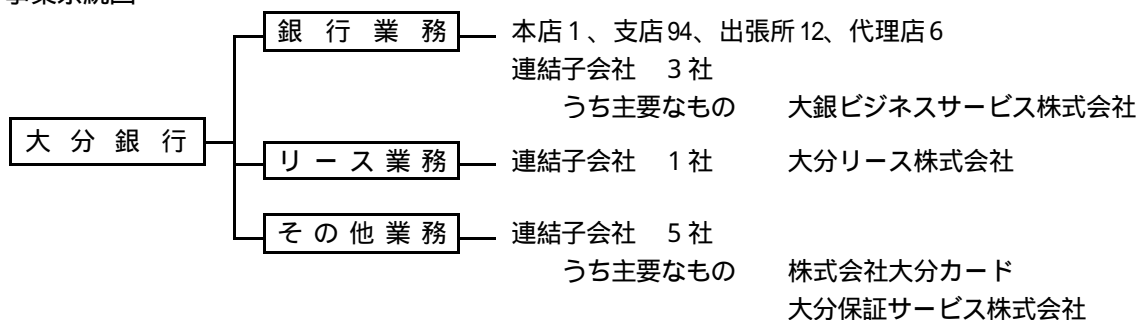 事業系統図
銀行業務 本店1、支店94、出張所12、代理店6
連結子会社 3社
うち主要なもの 大銀ビジネスサービス株式会社
大分銀行
リース業務 連結子会社 1社 大分リース株式会社
その他業務 連結子会社 5社
うち主要なもの 株式会社大分カード
大分保証サービス株式会社